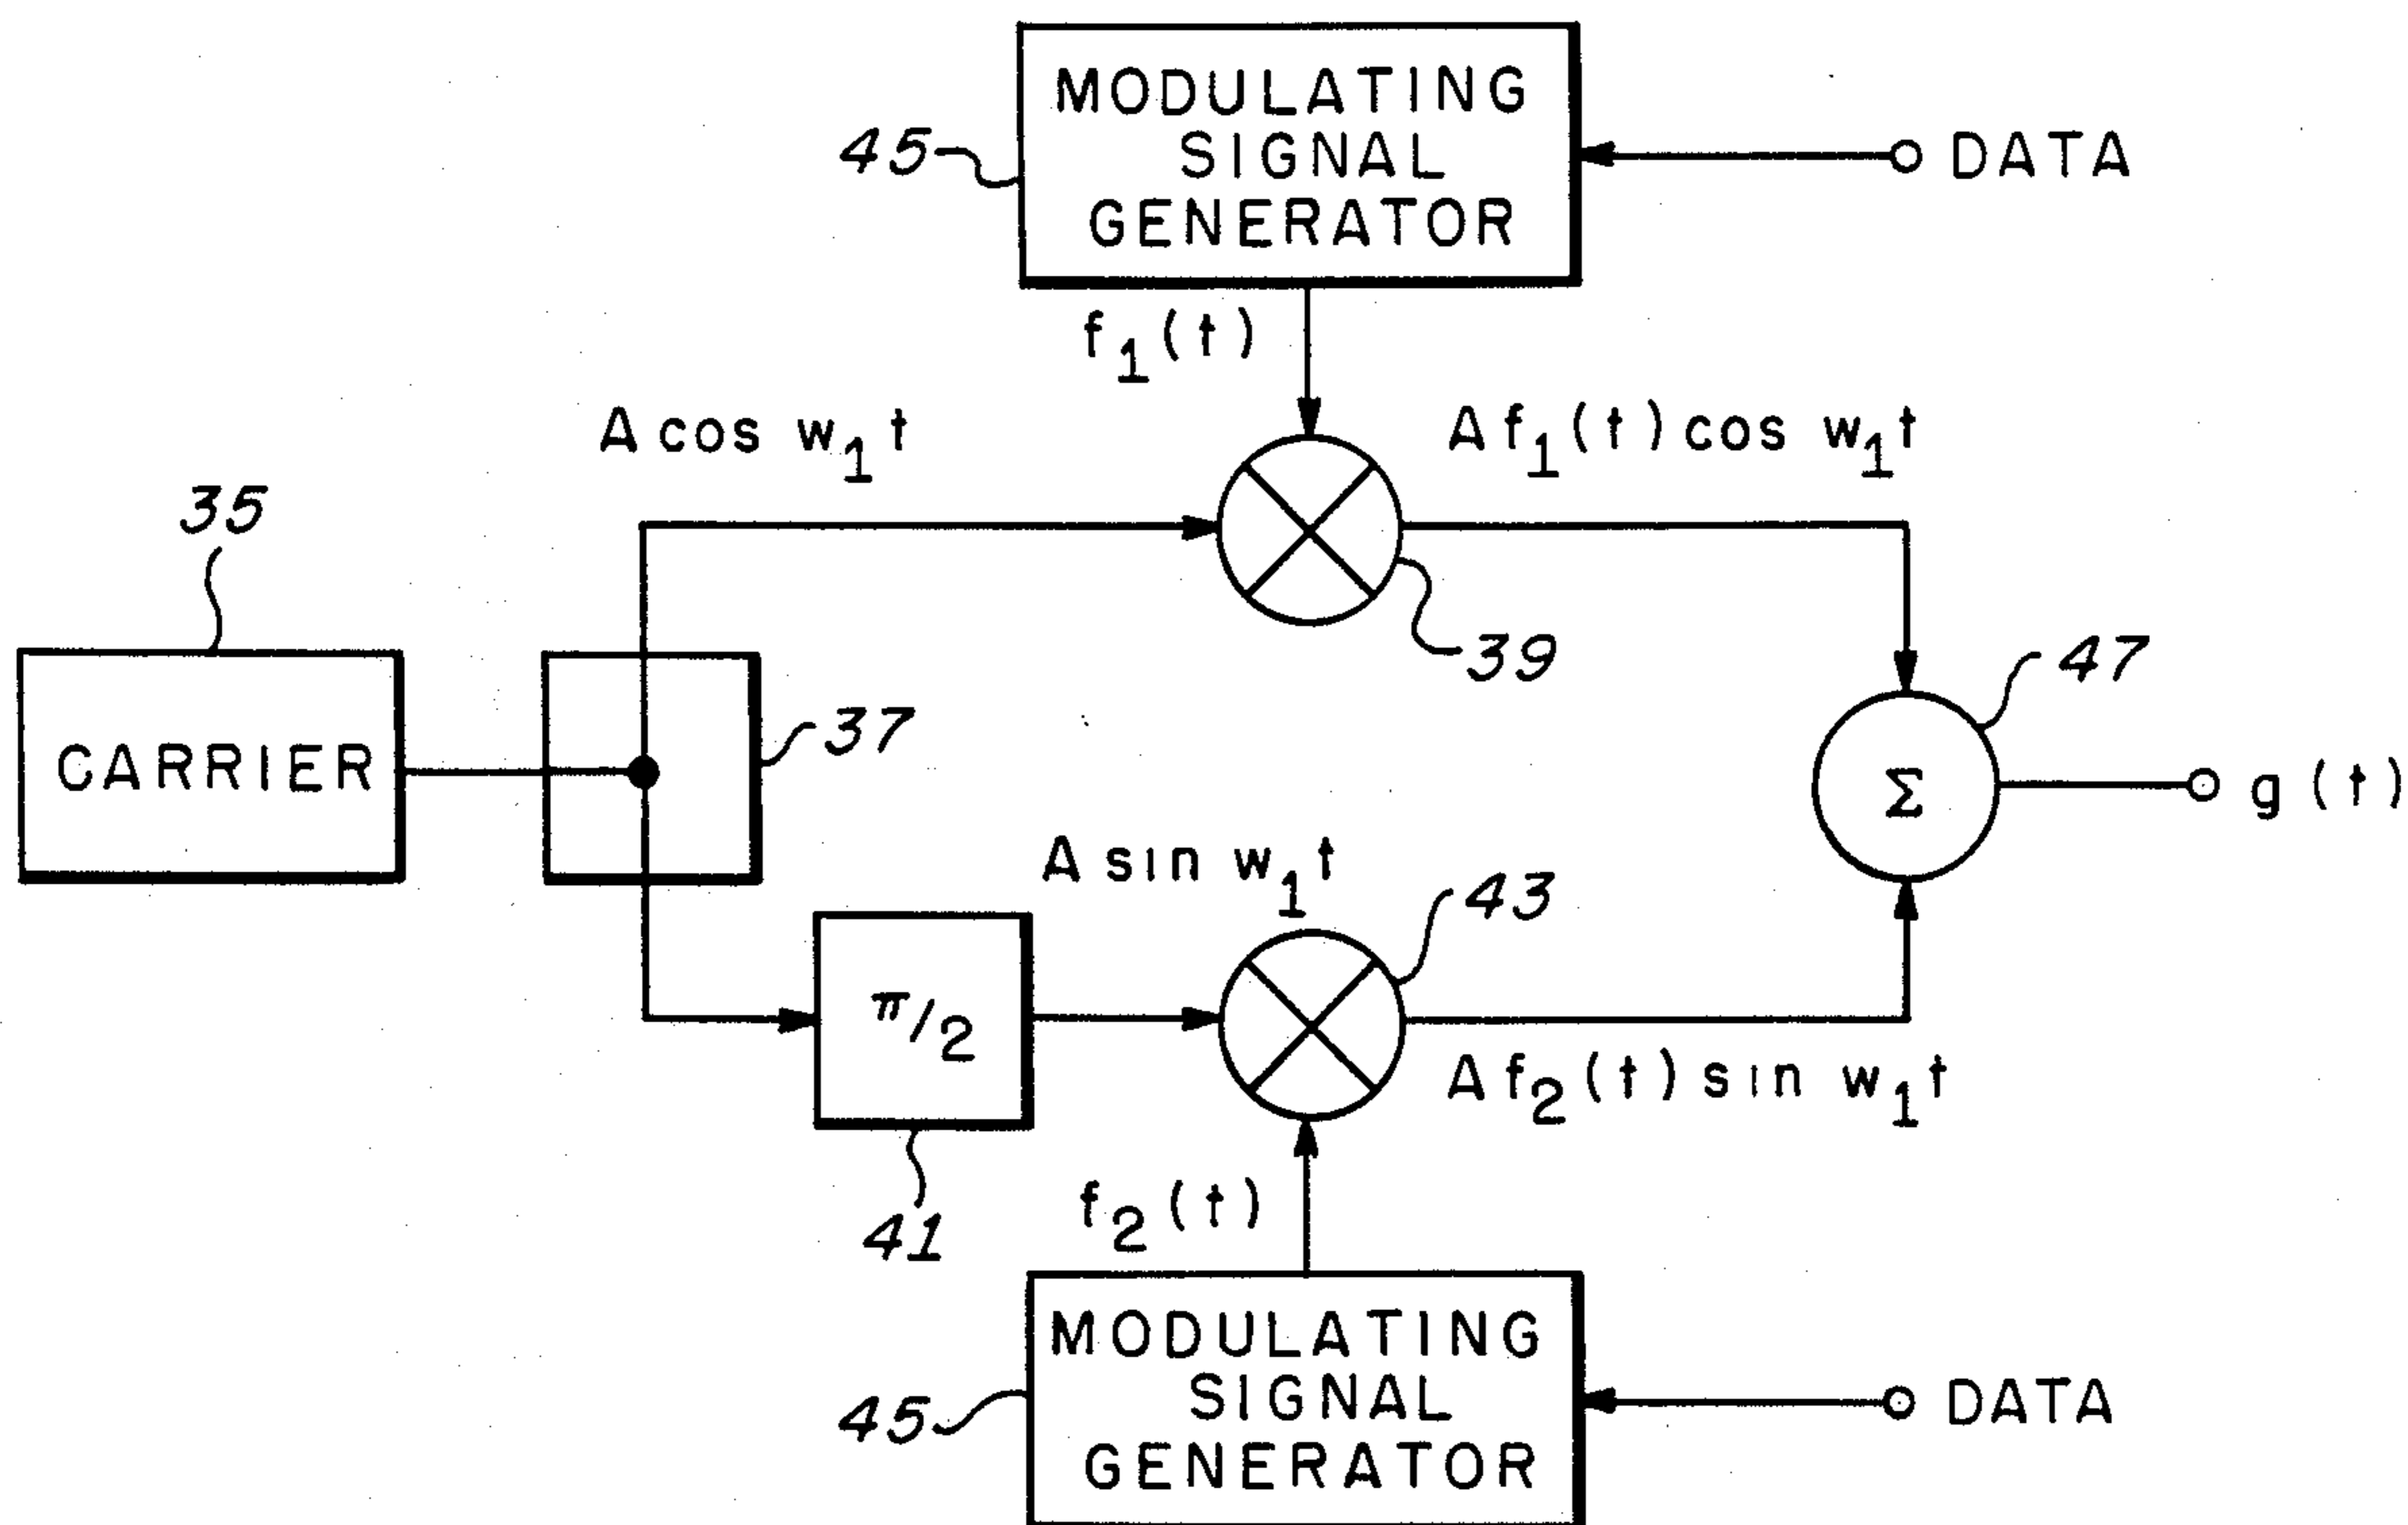 MODULATING
SIGNAL
GENERATOR
45
DATA
f₁(t)
A cos w₁t
Af₁(t) cos w₁t
35
39
47
CARRIER
37
Σ
g(t)
A sin w₁t
43
π/2
Af₂(t) sin w₁t
41
f₂(t)
MODULATING
SIGNAL
GENERATOR
45
DATA